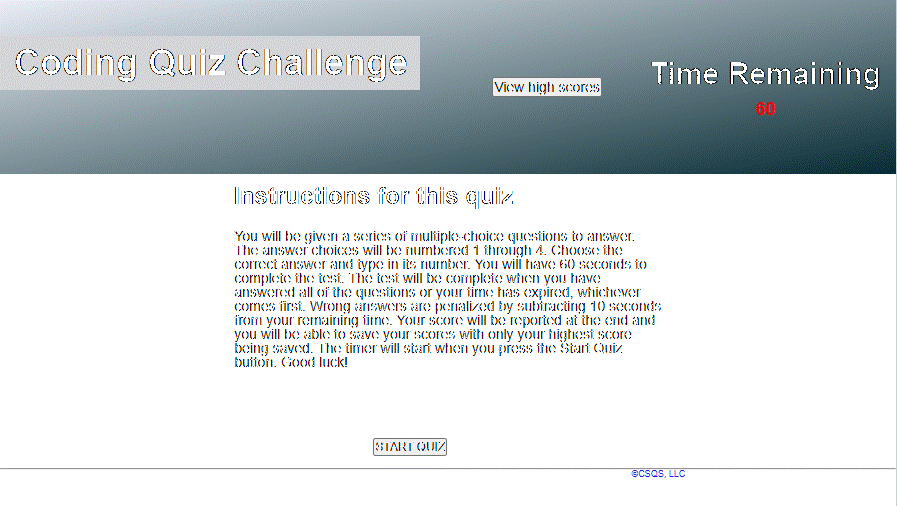 Coding Quiz Challenge
View high scores
Time Remaining
60
Instructions for this quiz
You will be given a series of multiple-choice questions to answer.
The answer choices will be numbered 1 through 4. Choose the
correct answer and type in its number. You will have 60 seconds to
complete the test. The test will be complete when you have
answered all of the questions or your time has expired, whichever
comes first. Wrong answers are penalized by subtracting 10 seconds
from your remaining time. Your score will be reported at the end and
you will be able to save your scores with only your highest score
being saved. The timer will start when you press the Start Quiz
button. Good luck!
START QUIZ
©CSQS, LLC